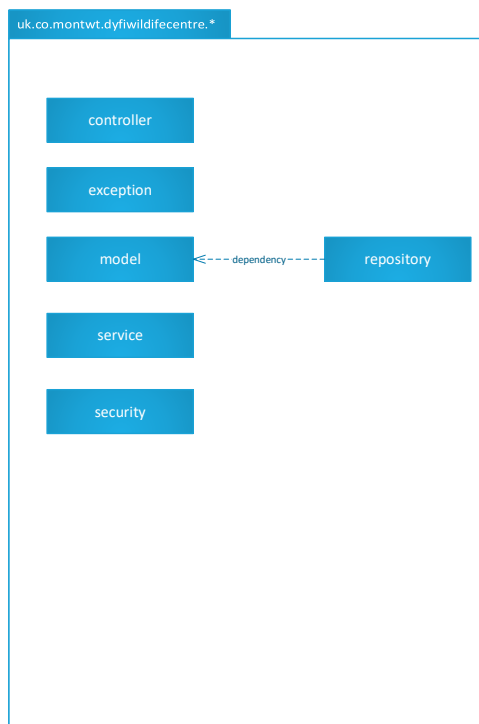 uk.co.montwt.dyfiwildifecentre.*
controller
exception
model
dependency
repository
service
security